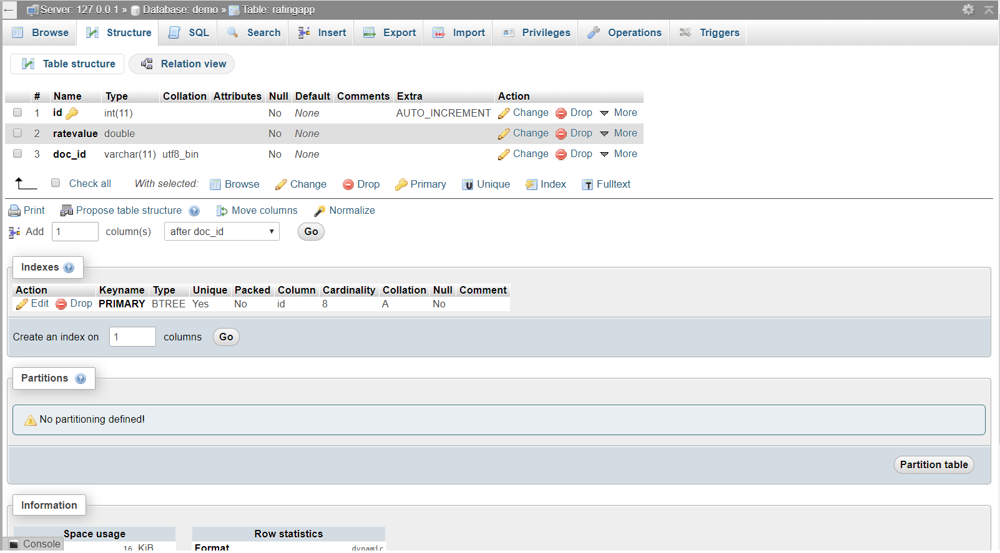 Server: 127.0.0.1 » Database: demo » Table: ratingapp
Browse Structure SQL Search Insert Export Import Privileges Operations Triggers
Table structure Relation view
# Name Type Collation Attributes Null Default Comments Extra Action
1 id int(11) No None AUTO_INCREMENT Change Drop More
2 ratevalue double No None Change Drop More
3 doc_id varchar(11) utf8_bin No None Change Drop More
Check all With selected: Browse Change Drop Primary Unique Index Fulltext
Print Propose table structure Move columns Normalize
Add 1 column(s) after doc_id Go
Indexes
Action Keyname Type Unique Packed Column Cardinality Collation Null Comment
Edit Drop PRIMARY BTREE Yes No id 8 A No
Create an index on 1 columns Go
Partitions
No partitioning defined!
Partition table
Information
Space usage Row statistics
Console 16 KiB Format dynamic